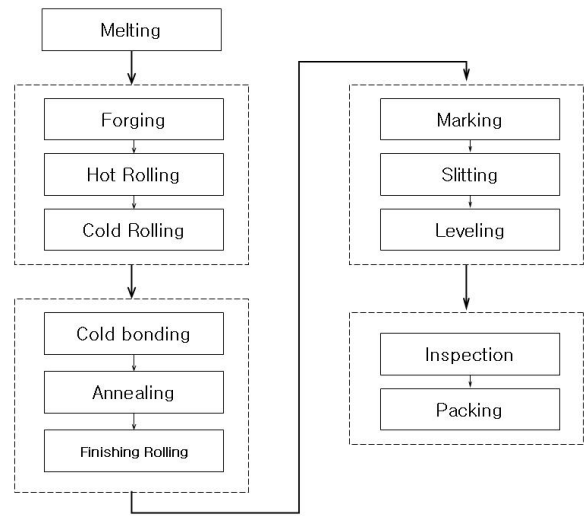 Melting
Forging
Hot Rolling
Cold Rolling
Cold bonding
Annealing
Finishing Rolling
Marking
Slitting
Leveling
Inspection
Packing